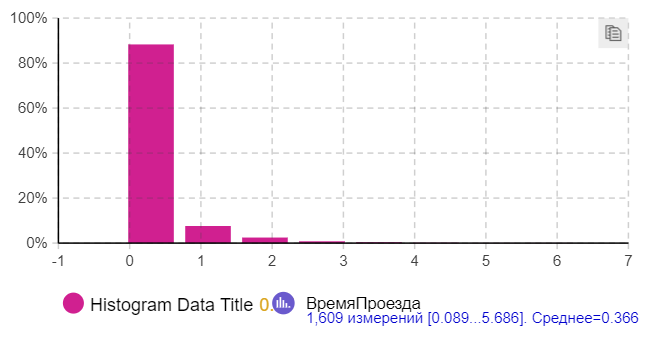 100%
80%
60%
40%
20%
0%
-1 0 1 2 3 4 5 6 7
Histogram Data Title 0.
ВремяПроезда
1,609 измерений [0.089...5.686]. Среднее=0.366